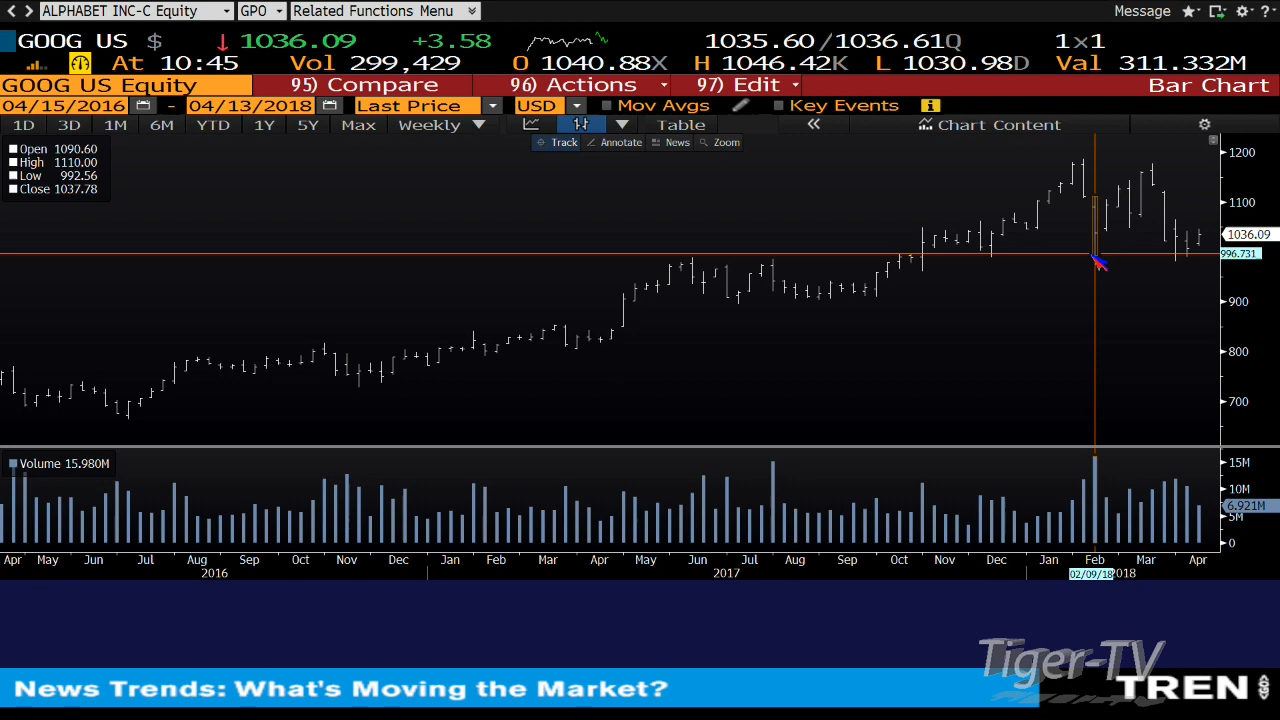 ALPHABET INC-C Equity GPO Related Functions Menu Message ?
GOOG US $ ↓ 1036.09 +3.58 1035.60/1036.61Q 1×1
At 10:45 Vol 299,429 O 1040.88X H 1046.42K L 1030.98D Val 311.332M
GOOG US Equity 95) Compare 96) Actions 97) Edit Bar Chart
04/15/2016 - 04/13/2018 Last Price USD Mov Avgs Key Events i
1D 3D 1M 6M YTD 1Y 5Y Max Weekly Table « Chart Content
Track Annotate News Zoom
Open 1090.60
High 1110.00
Low 992.56
Close 1037.78
1200
1100
1036.09
996.731
900
800
700
Volume 15.980M
15M
10M
6.921M
5M
0
Apr May Jun Jul Aug Sep Oct Nov Dec Jan Feb Mar Apr May Jun Jul Aug Sep Oct Nov Dec Jan Feb Mar Apr
2016 2017 02/09/18 2018
Tiger-TV
News Trends: What's Moving the Market? TREN